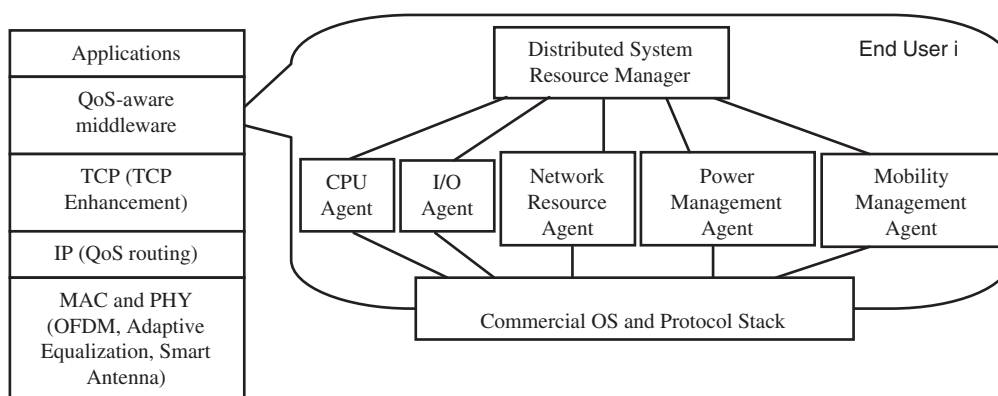 Applications
QoS-aware
middleware
TCP (TCP
Enhancement)
IP (QoS routing)
MAC and PHY
(OFDM, Adaptive
Equalization, Smart
Antenna)
End User i
Distributed System
Resource Manager
CPU
Agent
I/O
Agent
Network
Resource
Agent
Power
Management
Agent
Mobility
Management
Agent
Commercial OS and Protocol Stack